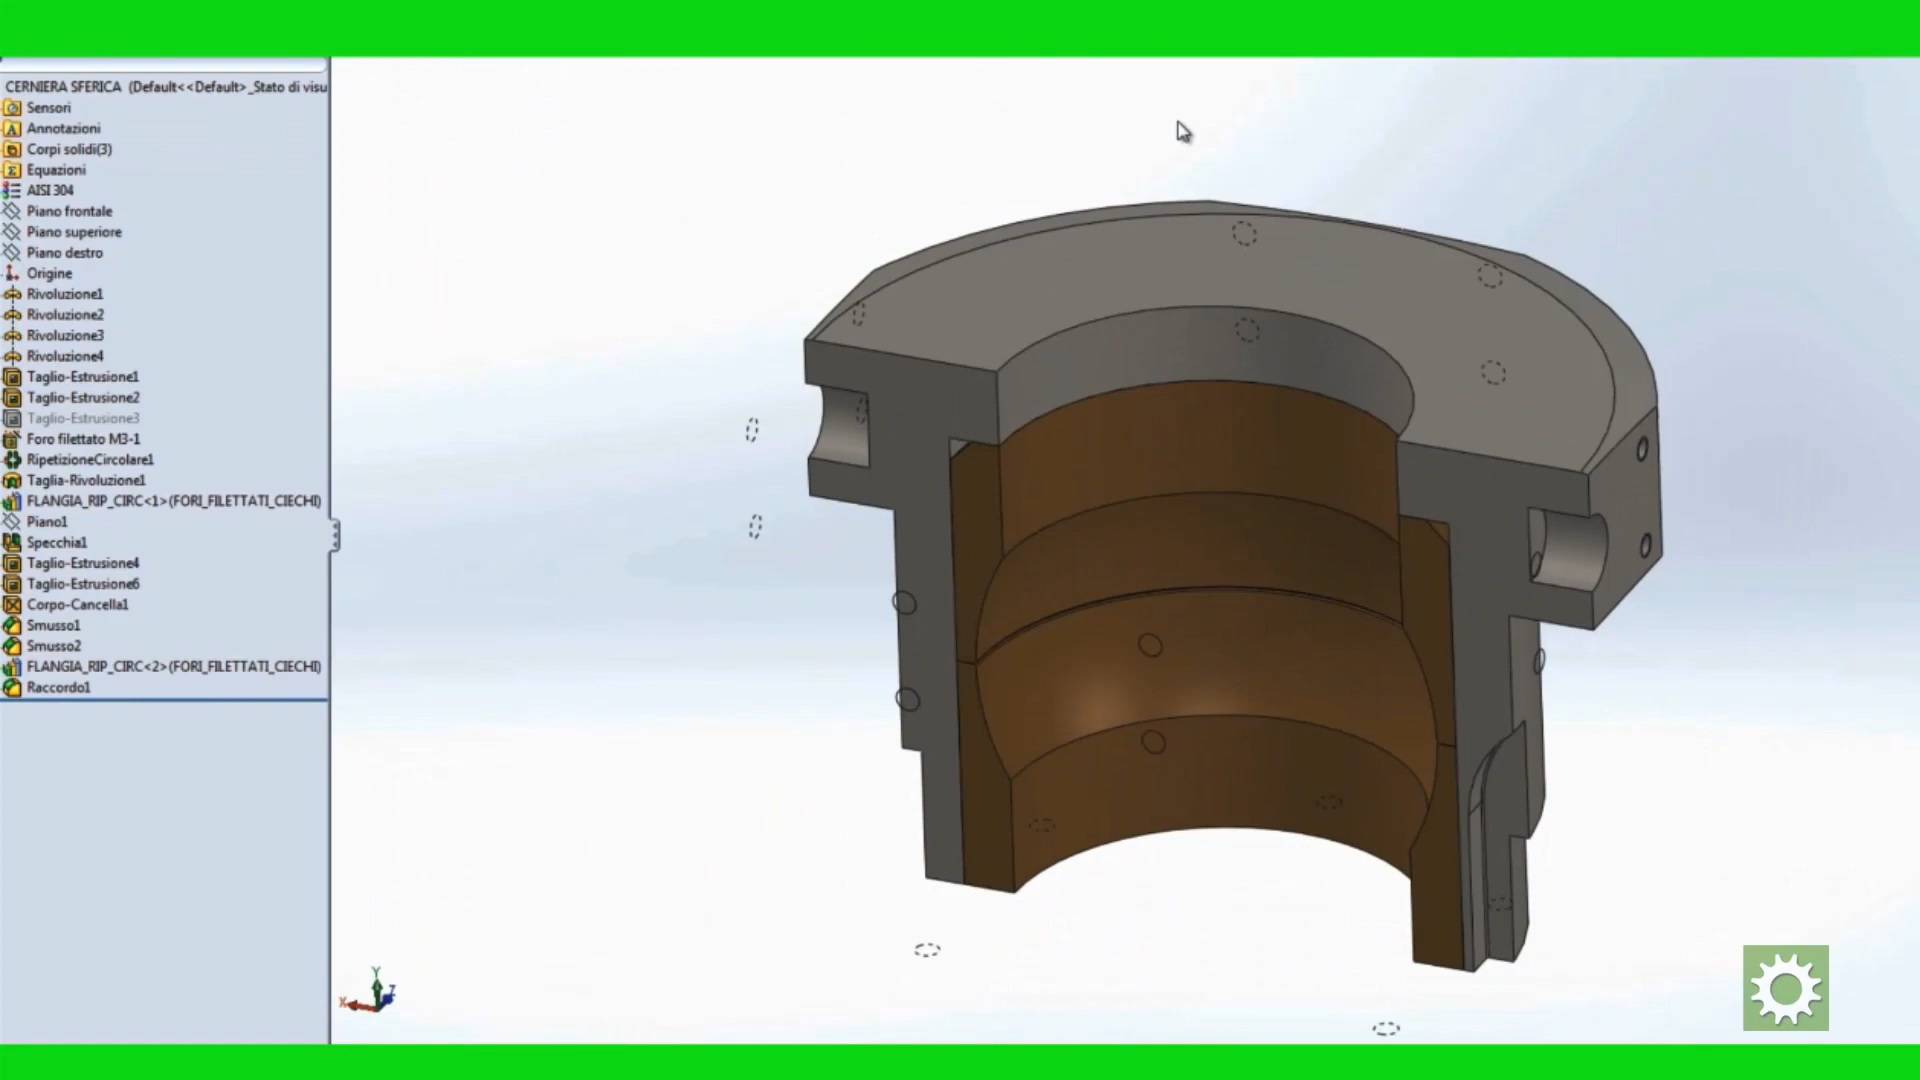 CERNIERA SFERICA (Default<<Default>_Stato di visu
Sensori
Annotazioni
Corpi solidi(3)
Equazioni
AISI 304
Piano frontale
Piano superiore
Piano destro
Origine
Rivoluzione1
Rivoluzione2
Rivoluzione3
Rivoluzione4
Taglio-Estrusione1
Taglio-Estrusione2
Taglio-Estrusione3
Foro filettato M3-1
RipetizioneCircolare1
Taglia-Rivoluzione1
FLANGIA_RIP_CIRC<1>(FORI_FILETTATI_CIECHI)
Piano1
Specchia1
Taglio-Estrusione4
Taglio-Estrusione6
Corpo-Cancella1
Smusso1
Smusso2
FLANGIA_RIP_CIRC<2>(FORI_FILETTATI_CIECHI)
Raccordo1
Y
X
Z